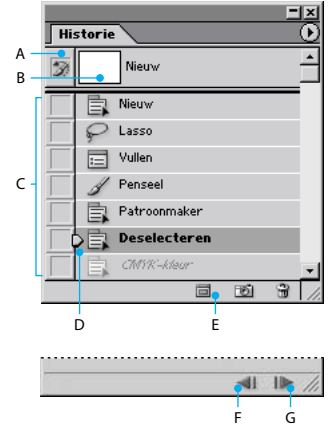 Historie
A
Nieuw
B
Nieuw
Lasso
Vullen
C
Penseel
Patroonmaker
Deselecteren
CMYK-kleur
D
E
F
G